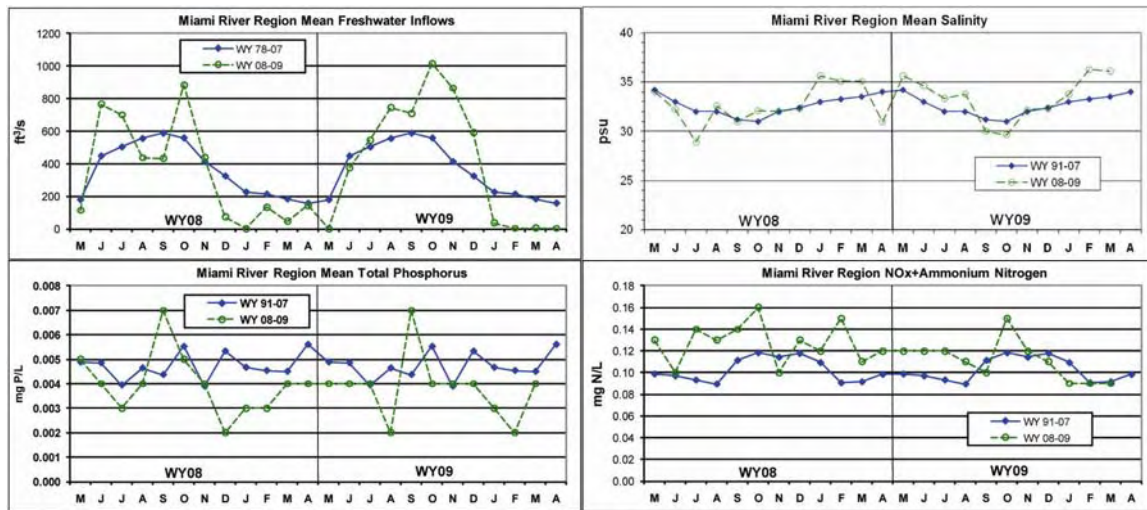 Miami River Region Mean Freshwater Inflows
ft³/s
1200
1000
800
600
400
200
0
WY 78-07
WY 08-09
WY08
WY09
M J J A S O N D J F M A M J J A S O N D J F M A
Miami River Region Mean Salinity
psu
40
35
30
25
20
WY 91-07
WY 08-09
WY08
WY09
M J J A S O N D J F M A M J J A S O N D J F M A
Miami River Region Mean Total Phosphorus
mg P/L
0.008
0.007
0.006
0.005
0.004
0.003
0.002
0.001
0.000
WY 91-07
WY 08-09
WY08
WY09
M J J A S O N D J F M A M J J A S O N D J F M A
Miami River Region NOx+Ammonium Nitrogen
mg N/L
0.18
0.16
0.14
0.12
0.10
0.08
0.06
0.04
0.02
0.00
WY 91-07
WY 08-09
WY08
WY09
M J J A S O N D J F M A M J J A S O N D J F M A